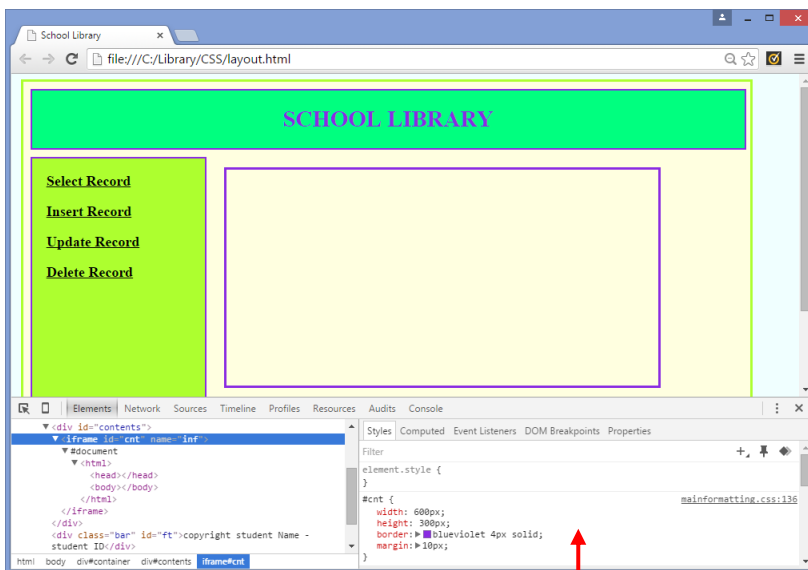 School Library ×
file:///C:/Library/CSS/layout.html
SCHOOL LIBRARY
Select Record
Insert Record
Update Record
Delete Record
Elements Network Sources Timeline Profiles Resources Audits Console
<div id="contents">
<iframe id="cnt" name="inf">
#document
<html>
<head></head>
<body></body>
</html>
</iframe>
</div>
<div class="bar" id="ft">copyright student Name -
student ID</div>
html body div#container div#contents iframe#cnt
Styles Computed Event Listeners DOM Breakpoints Properties
Filter
element.style {
}
#cnt { mainformatting.css:136
width: 600px;
height: 300px;
border: blueviolet 4px solid;
margin: 10px;
}